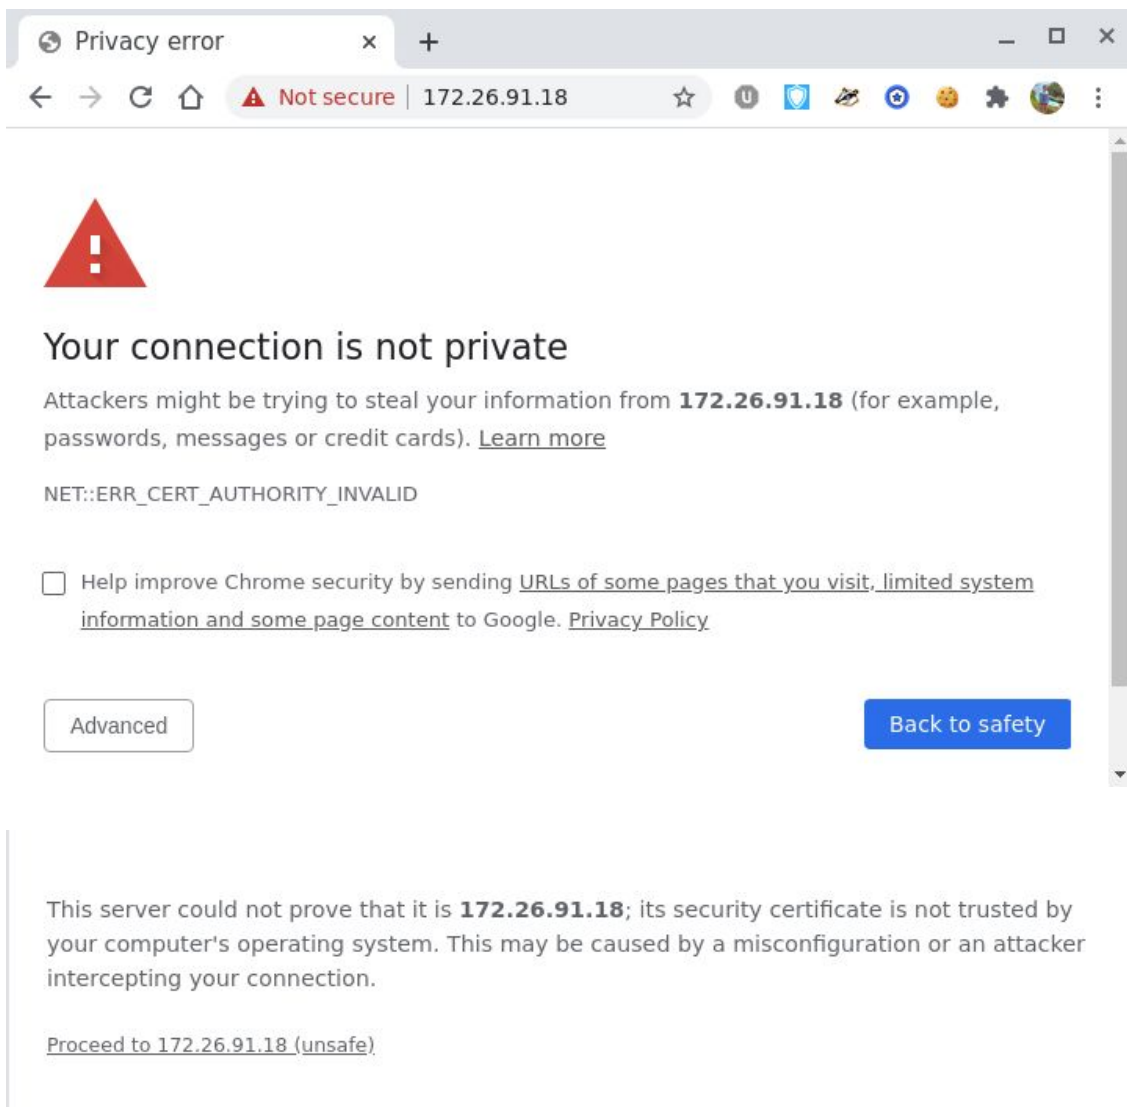 Privacy error
Not secure 172.26.91.18
Your connection is not private
Attackers might be trying to steal your information from 172.26.91.18 (for example,
passwords, messages or credit cards). Learn more
NET::ERR_CERT_AUTHORITY_INVALID
Help improve Chrome security by sending URLs of some pages that you visit, limited system
information and some page content to Google. Privacy Policy
Advanced
Back to safety
This server could not prove that it is 172.26.91.18; its security certificate is not trusted by
your computer's operating system. This may be caused by a misconfiguration or an attacker
intercepting your connection.
Proceed to 172.26.91.18 (unsafe)